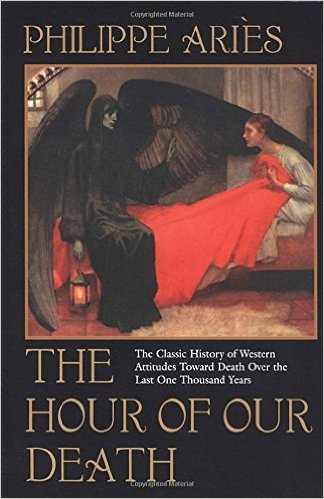 PHILIPPE ARIÈS
THE
HOUR OF OUR
DEATH
The Classic History of Western
Attitudes Toward Death Over the
Last One Thousand Years